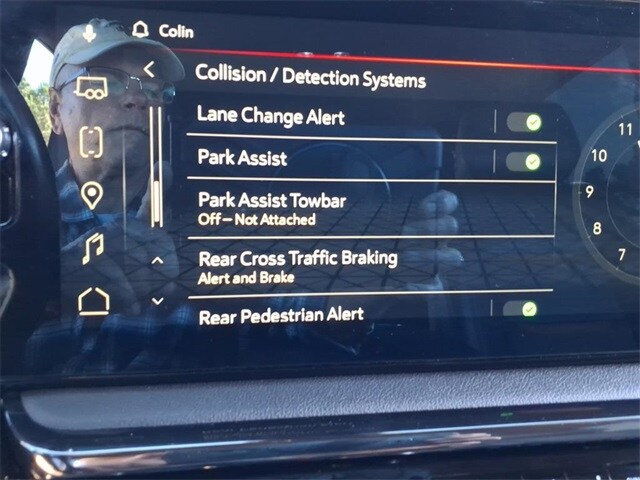 Colin
Collision / Detection Systems
Lane Change Alert
Park Assist
Park Assist Towbar
Off – Not Attached
Rear Cross Traffic Braking
Alert and Brake
Rear Pedestrian Alert
11
10
9
8
7